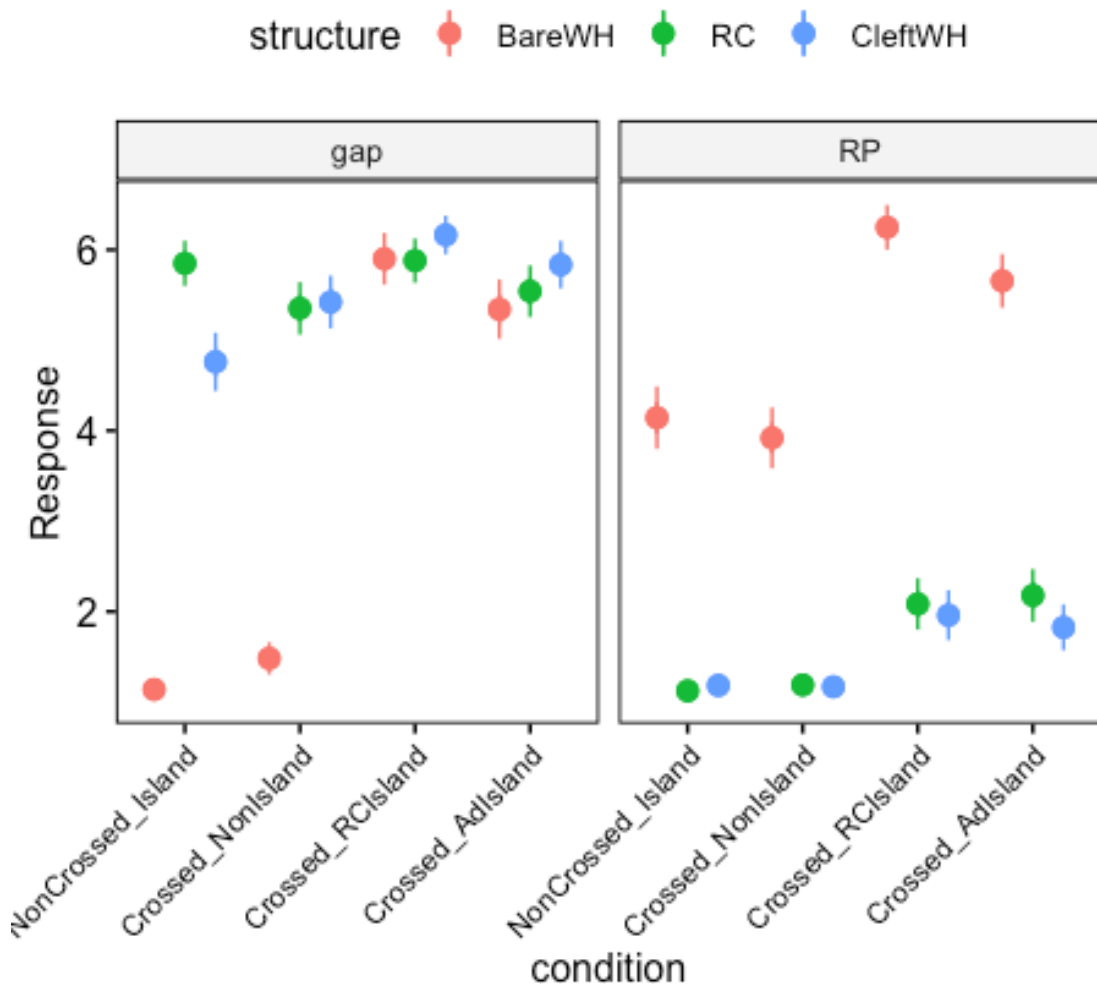 structure BareWH RC CleftWH
gap RP
6
4
2
Response
NonCrossed_Island Crossed_NonIsland Crossed_RCIsland Crossed_AdIsland NonCrossed_Island Crossed_NonIsland Crossed_RCIsland Crossed_AdIsland
condition